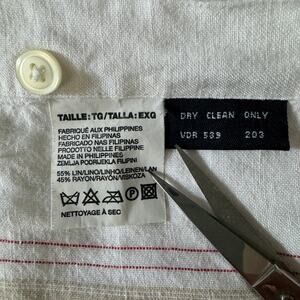 TAILLE: TG/TALLA: EXG
FABRIQUÉ AUX PHILIPPINES
HECHO EN FILIPINAS
FABRICADO NAS FILIPINAS
PRODOTTO NELLE FILIPPINE
MADE IN PHILIPPINES
ZEMLJA PODRIJETLA FILIPINI
55% LIN/LINO/LINHO/LEINEN/LAN
45% RAYON/RAYÓN/VISKOZA
NETTOYAGE À SEC
DRY CLEAN ONLY
VDR 539 203